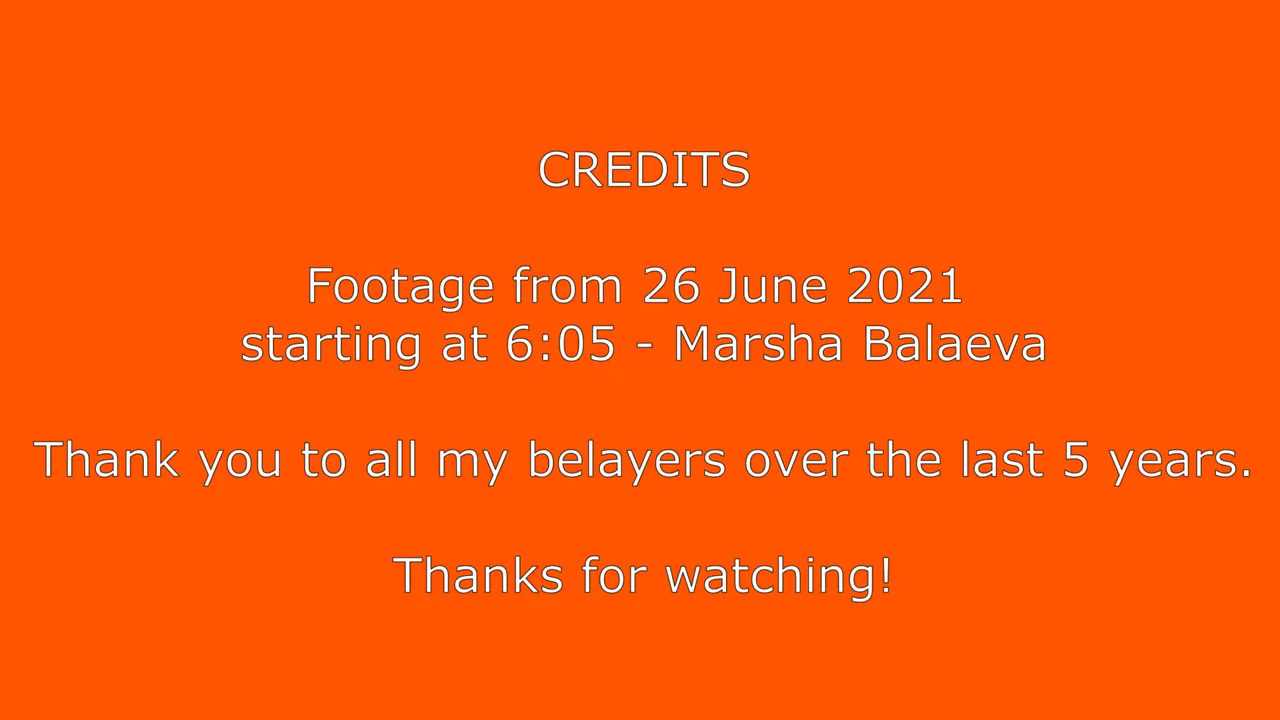 CREDITS
Footage from 26 June 2021
starting at 6:05 - Marsha Balaeva
Thank you to all my belayers over the last 5 years.
Thanks for watching!